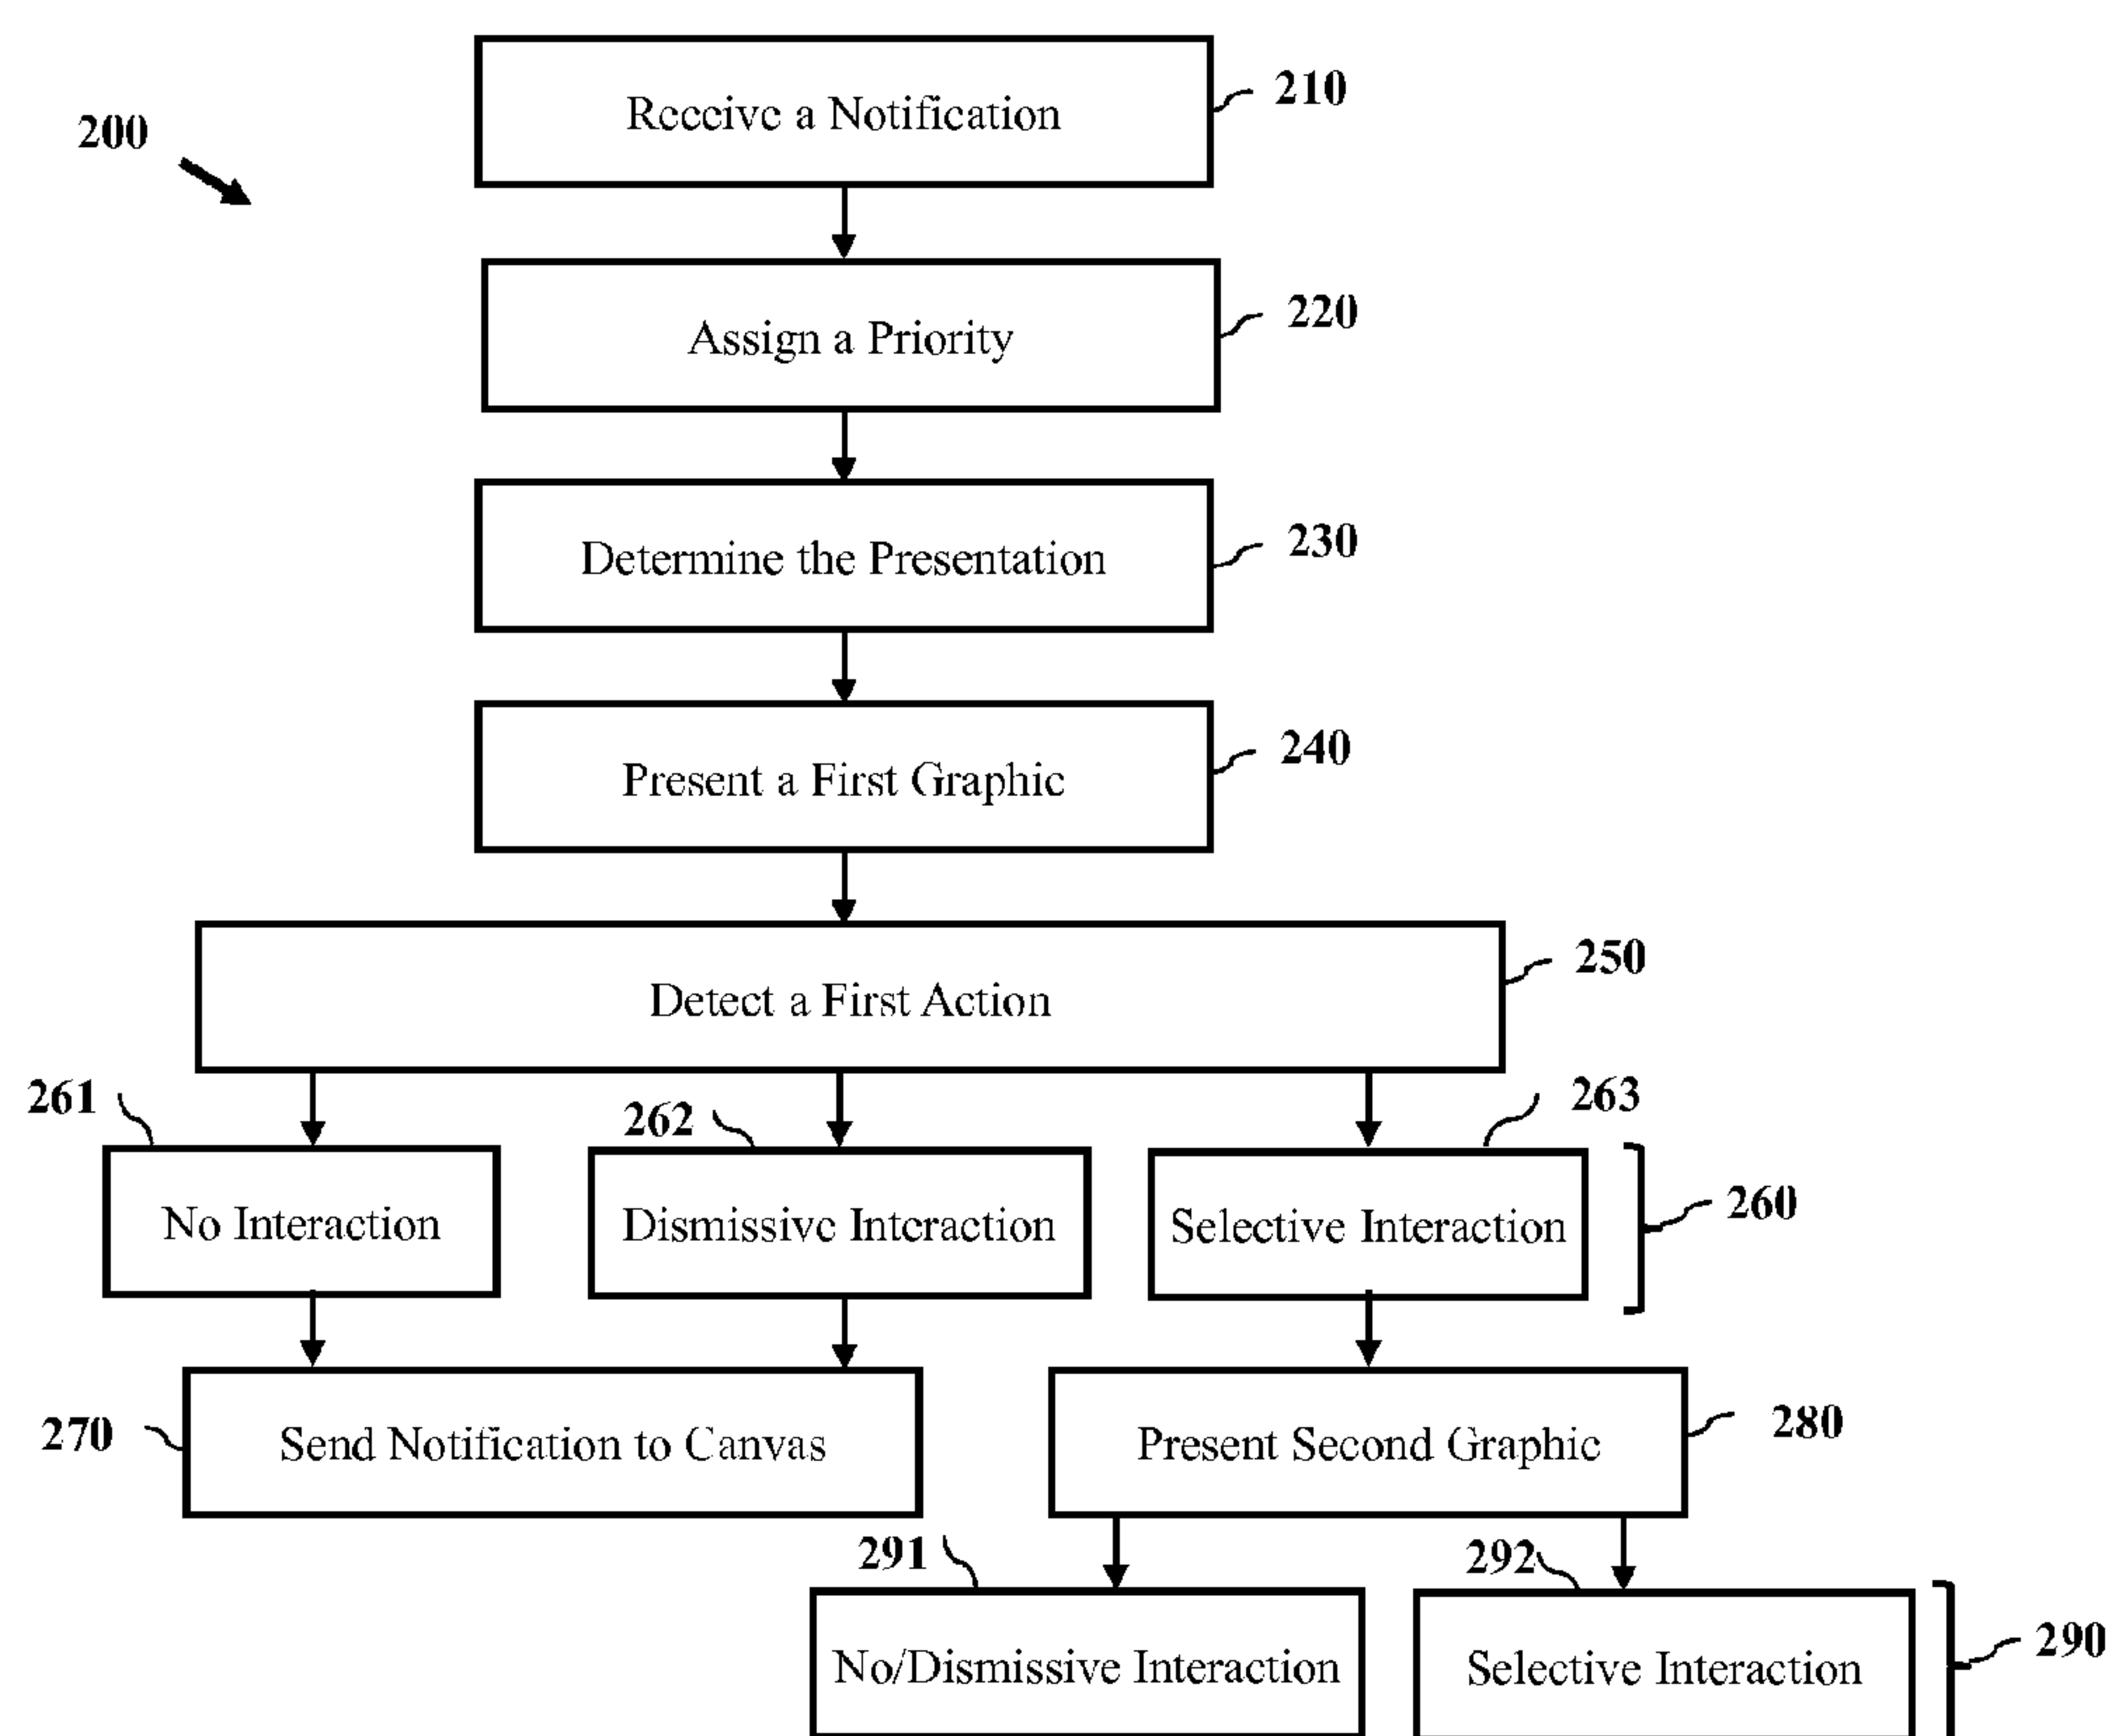 200
Receive a Notification
210
Assign a Priority
220
Determine the Presentation
230
Present a First Graphic
240
Detect a First Action
250
261
262
263
No Interaction
Dismissive Interaction
Selective Interaction
260
270
Send Notification to Canvas
Present Second Graphic
280
291
292
No/Dismissive Interaction
Selective Interaction
290